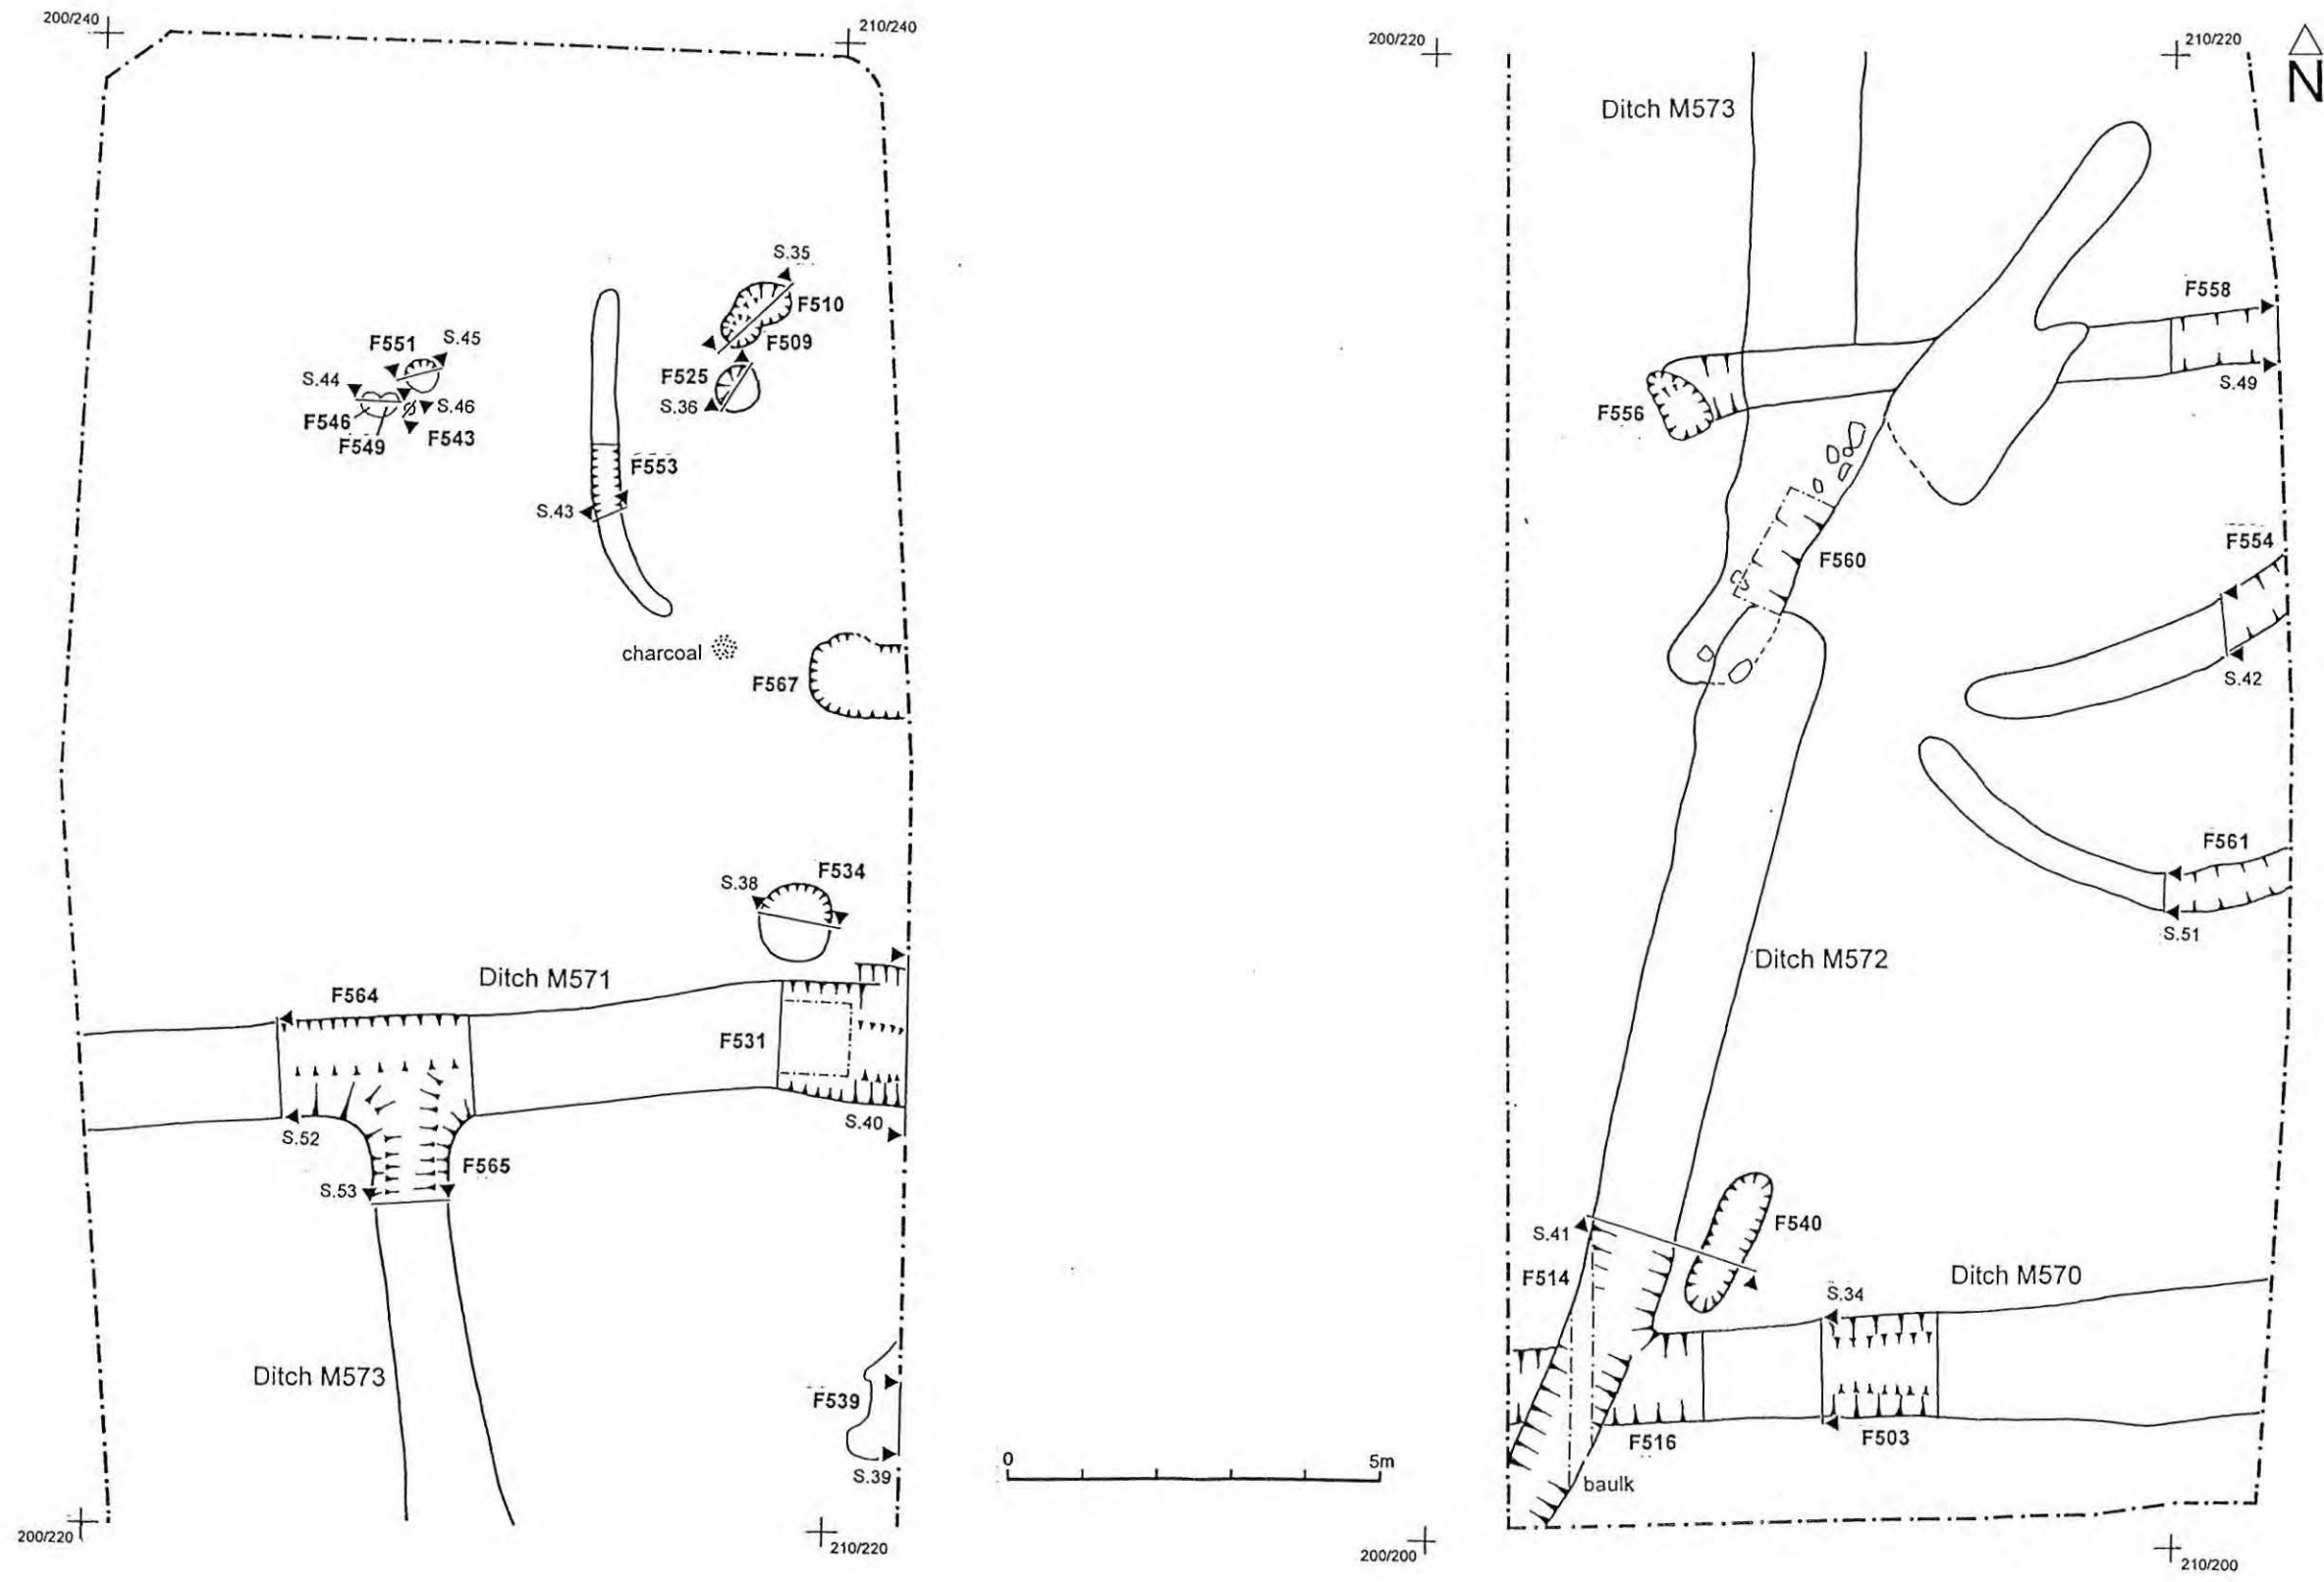 200/240
210/240
S.35
F510
F509
F551
S.45
S.44
F525
S.36
S.46
F546
F549
F543
F553
S.43
charcoal
F567
S.38
F534
Ditch M571
F564
F531
S.40
S.52
F565
S.53
Ditch M573
F539
S.39
200/220
210/220
0
5m
200/220
210/220
N
Ditch M573
F558
S.49
F556
F554
F560
S.42
F561
S.51
Ditch M572
S.41
F540
F514
Ditch M570
S.34
F516
F503
baulk
200/200
210/200